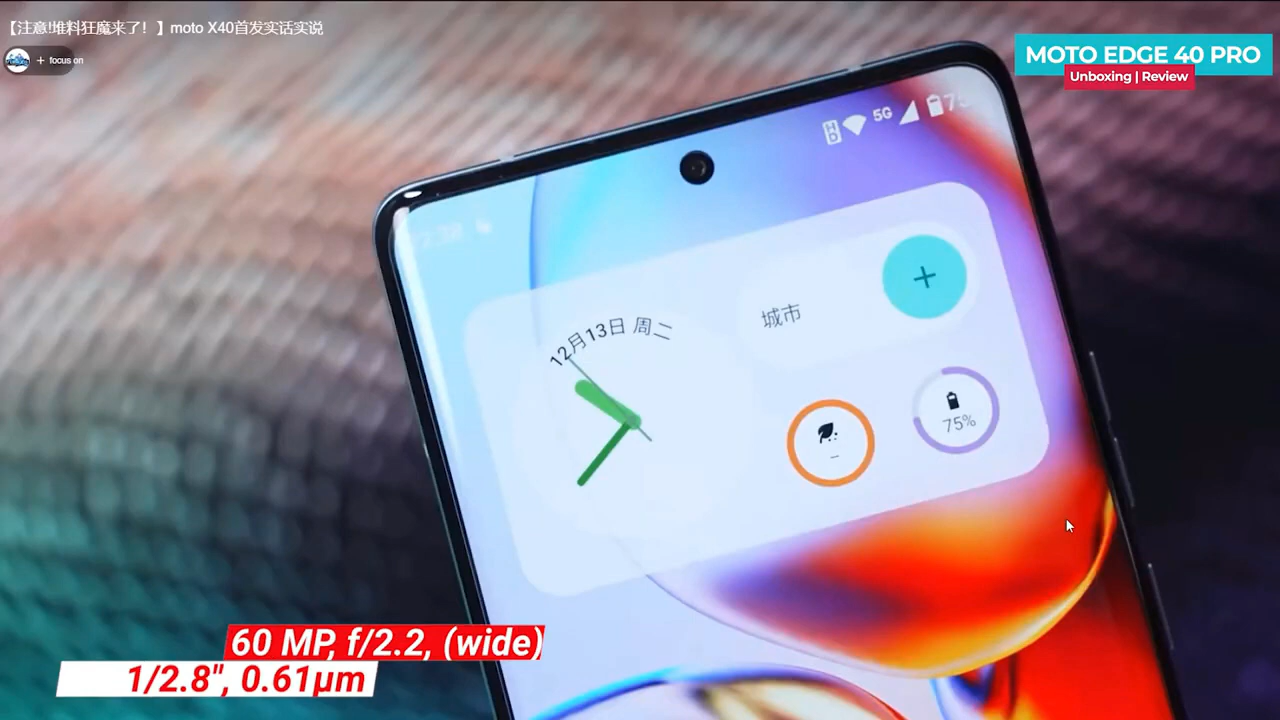 【注意!堆料狂魔来了！】moto X40首发实话实说
+ focus on
MOTO EDGE 40 PRO
Unboxing | Review
HD 5G
12月13日 周二
城市
+
75%
60 MP, f/2.2, (wide)
1/2.8", 0.61µm